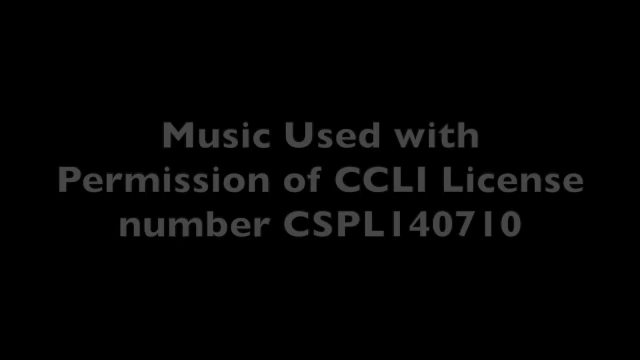 Music Used with
Permission of CCLI License
number CSPL140710